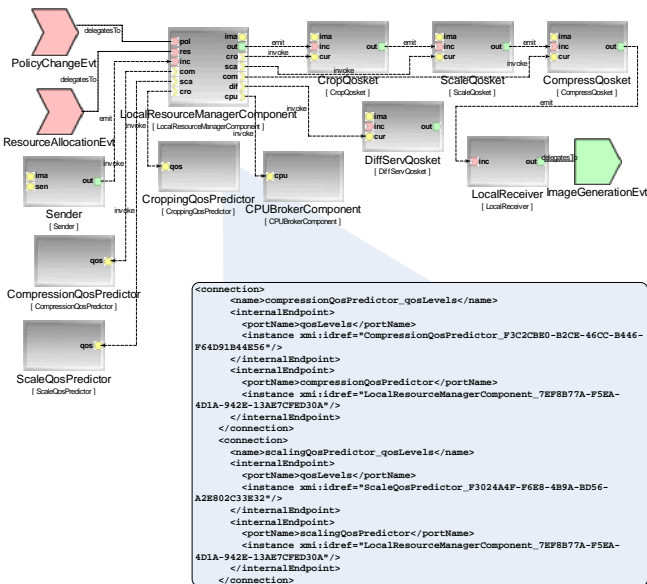 PolicyChangeEvt
delegatesTo
delegatesTo
ResourceAllocationEvt
emit
invoke
pol
res
inc
com
sca
cro
ima
out
cro
sca
com
dif
cpu
LocalResourceManagerComponent
[ LocalResourceManagerComponent ]
emit
invoke
invoke
invoke
invoke
ima
inc
cur
out
CropQosket
[ CropQosket ]
emit
ima
inc
cur
out
ScaleQosket
[ ScaleQosket ]
emit
ima
inc
cur
out
CompressQosket
[ CompressQosket ]
emit
invoke
ima
inc
cur
out
DiffServQosket
[ DiffServQosket ]
inc
out
delegatesTo
LocalReceiver
[ LocalReceiver ]
ImageGenerationEvt
ima
sen
out
Sender
[ Sender ]
invoke
qos
CroppingQosPredictor
[ CroppingQosPredictor ]
cpu
CPUBrokerComponent
[ CPUBrokerComponent ]
qos
CompressionQosPredictor
[ CompressionQosPredictor ]
qos
ScaleQosPredictor
[ ScaleQosPredictor ]
<connection>
<name>compressionQosPredictor_qosLevels</name>
<internalEndpoint>
<portName>qosLevels</portName>
<instance xmi:idref="CompressionQosPredictor_F3C2CBE0-B2CE-46CC-B446-
F64D91B44E56"/>
</internalEndpoint>
<internalEndpoint>
<portName>compressionQosPredictor</portName>
<instance xmi:idref="LocalResourceManagerComponent_7EF8B77A-F5EA-
4D1A-942E-13AE7CFED30A"/>
</internalEndpoint>
</connection>
<connection>
<name>scalingQosPredictor_qosLevels</name>
<internalEndpoint>
<portName>qosLevels</portName>
<instance xmi:idref="ScaleQosPredictor_F3024A4F-F6E8-4B9A-BD56-
A2E802C33E32"/>
</internalEndpoint>
<internalEndpoint>
<portName>scalingQosPredictor</portName>
<instance xmi:idref="LocalResourceManagerComponent_7EF8B77A-F5EA-
4D1A-942E-13AE7CFED30A"/>
</internalEndpoint>
</connection>